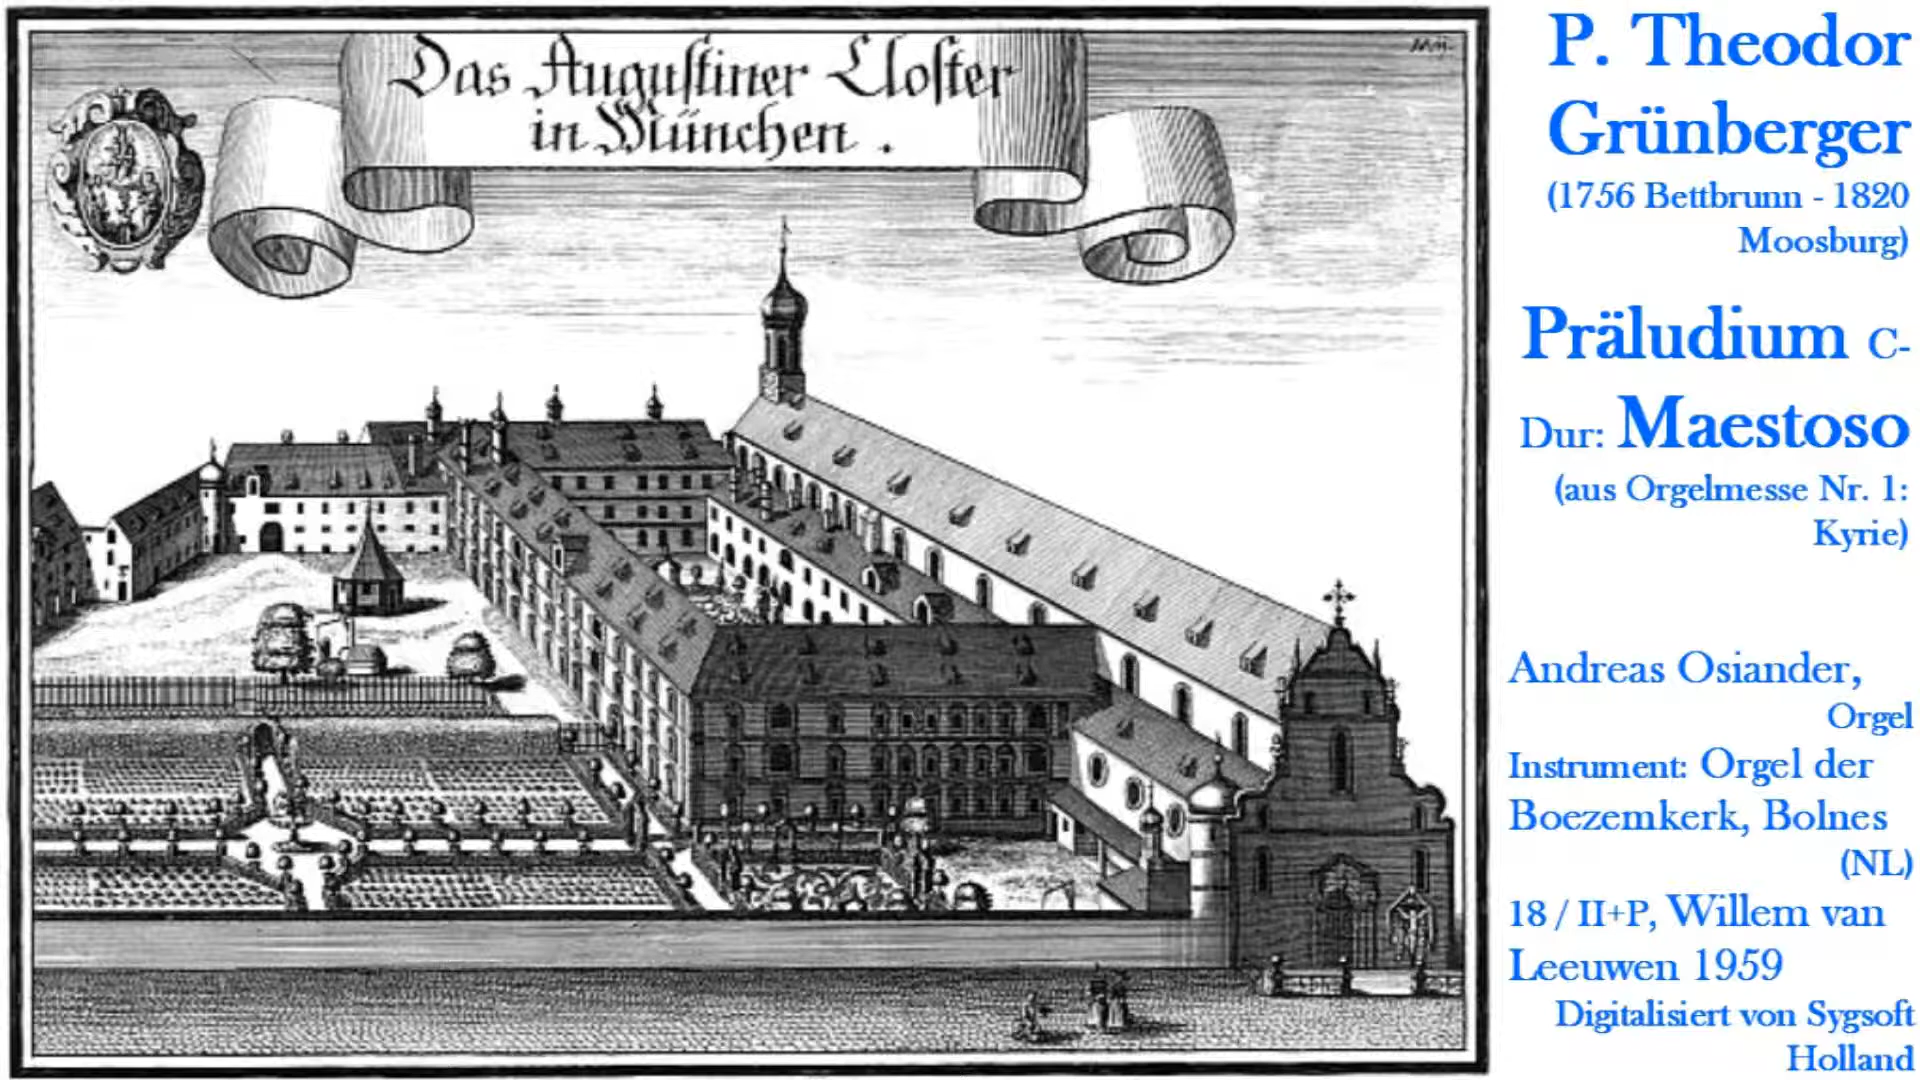 Das Augustiner Closter
in München.
P. Theodor
Grünberger
(1756 Bettbrunn - 1820
Moosburg)
Präludium C-
Dur: Maestoso
(aus Orgelmesse Nr. 1:
Kyrie)
Andreas Osiander,
Orgel
Instrument: Orgel der
Boezemkerk, Bolnes
(NL)
18 / II+P, Willem van
Leeuwen 1959
Digitalisiert von Sygsoft
Holland